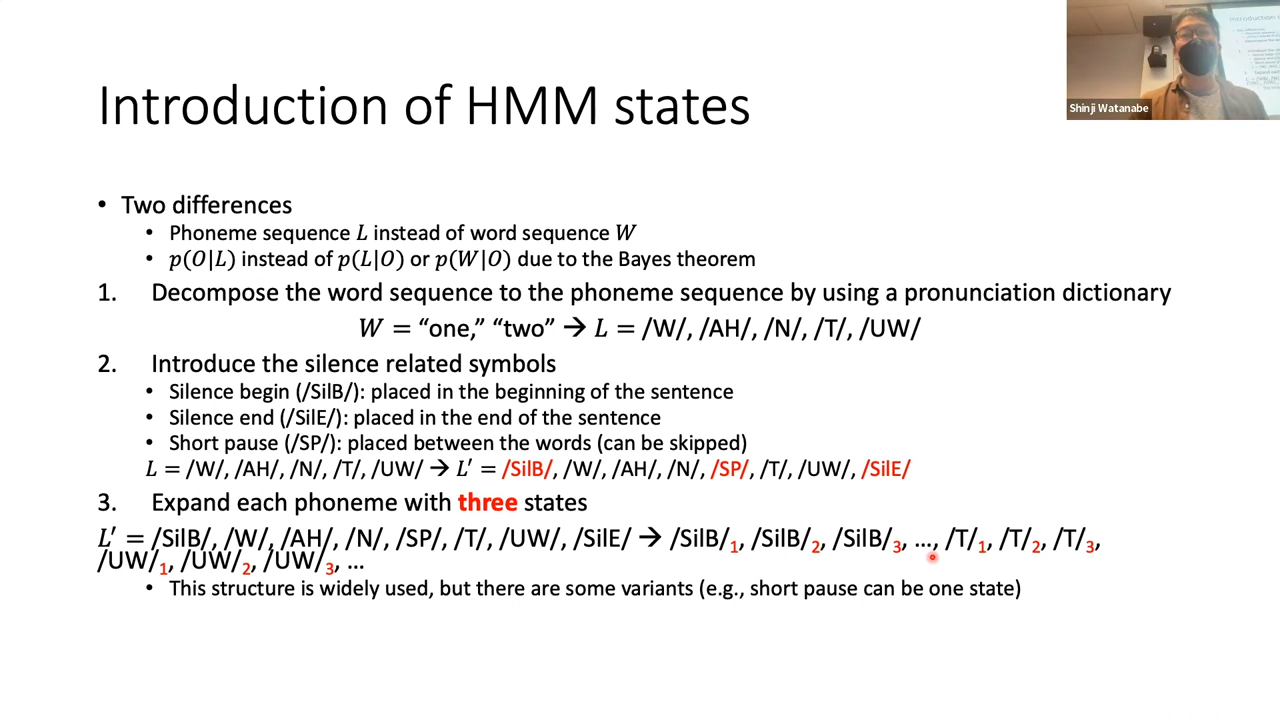 Introduction of HMM states
• Two differences
• Phoneme sequence L instead of word sequence W
• p(O|L) instead of p(L|O) or p(W|O) due to the Bayes theorem
1. Decompose the word sequence to the phoneme sequence by using a pronunciation dictionary
W = “one,” “two” → L = /W/, /AH/, /N/, /T/, /UW/
2. Introduce the silence related symbols
• Silence begin (/SilB/): placed in the beginning of the sentence
• Silence end (/SilE/): placed in the end of the sentence
• Short pause (/SP/): placed between the words (can be skipped)
L = /W/, /AH/, /N/, /T/, /UW/ → L′ = /SilB/, /W/, /AH/, /N/, /SP/, /T/, /UW/, /SilE/
3. Expand each phoneme with three states
L′ = /SilB/, /W/, /AH/, /N/, /SP/, /T/, /UW/, /SilE/ → /SilB/₁, /SilB/₂, /SilB/₃, …, /T/₁, /T/₂, /T/₃,
/UW/₁, /UW/₂, /UW/₃, …
• This structure is widely used, but there are some variants (e.g., short pause can be one state)
Shinji Watanabe